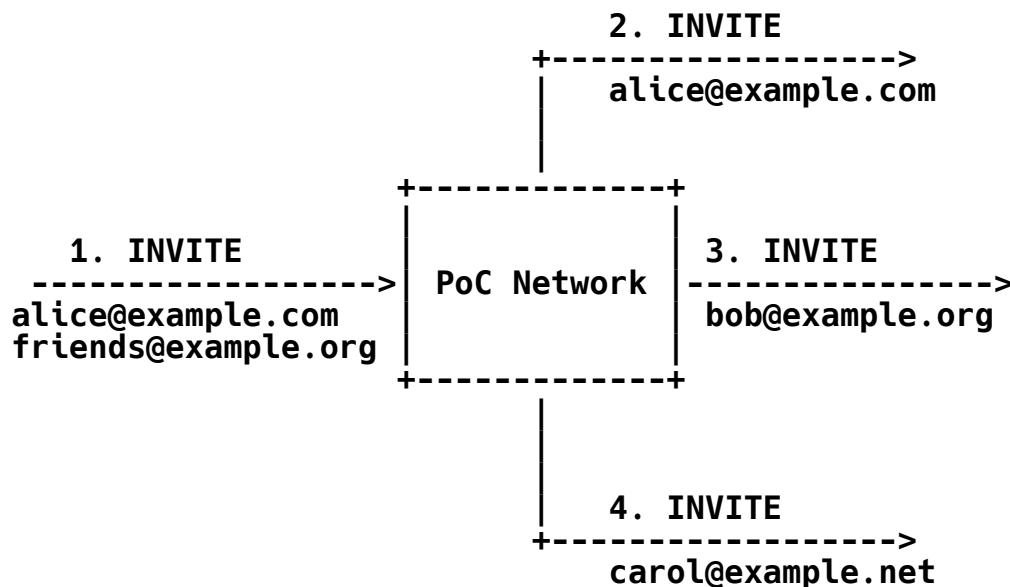 2. INVITE
+------------------>
| alice@example.com
|
|
+-------------+
| |
1. INVITE | | 3. INVITE
------------------>| PoC Network |---------------->
alice@example.com | | bob@example.org
friends@example.org | |
+-------------+
|
|
|
| 4. INVITE
+------------------>
carol@example.net